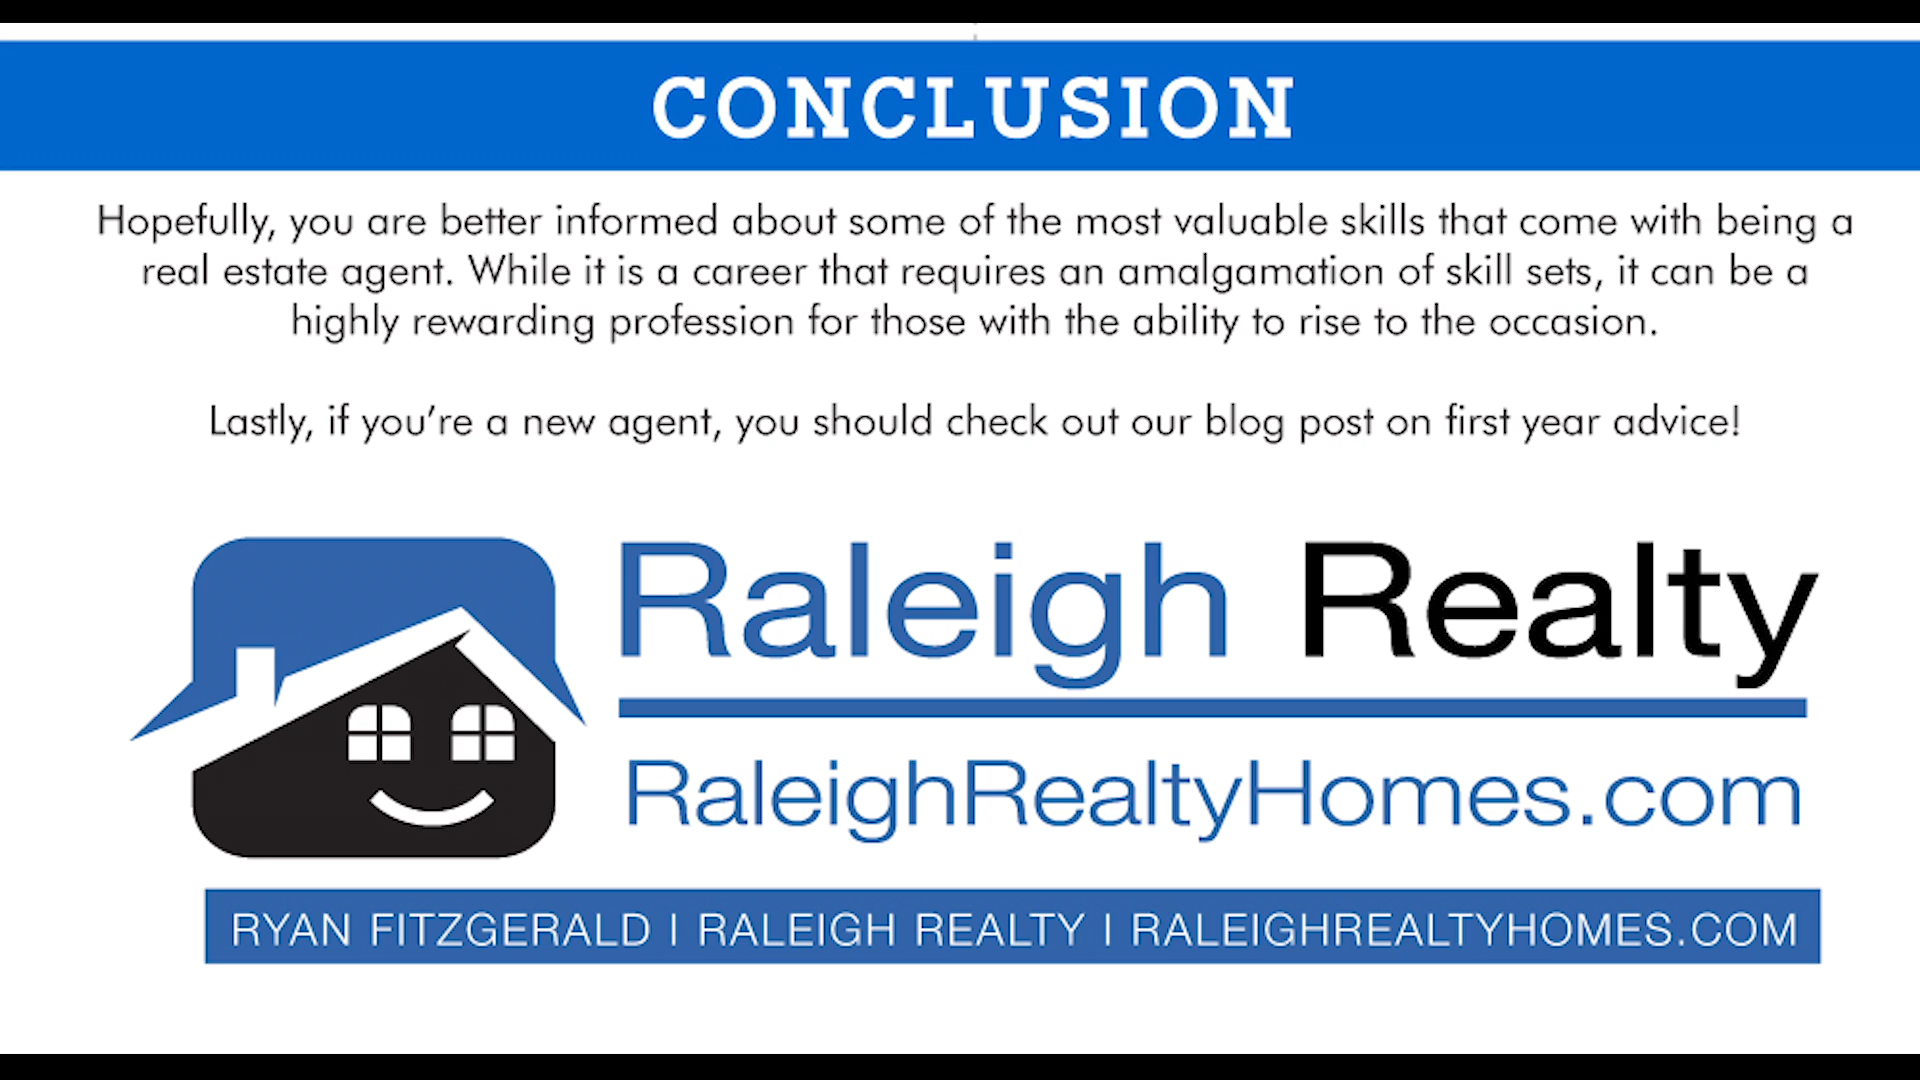 CONCLUSION
Hopefully, you are better informed about some of the most valuable skills that come with being a
real estate agent. While it is a career that requires an amalgamation of skill sets, it can be a
highly rewarding profession for those with the ability to rise to the occasion.
Lastly, if you’re a new agent, you should check out our blog post on first year advice!
Raleigh Realty
RaleighRealtyHomes.com
RYAN FITZGERALD | RALEIGH REALTY | RALEIGHREALTYHOMES.COM